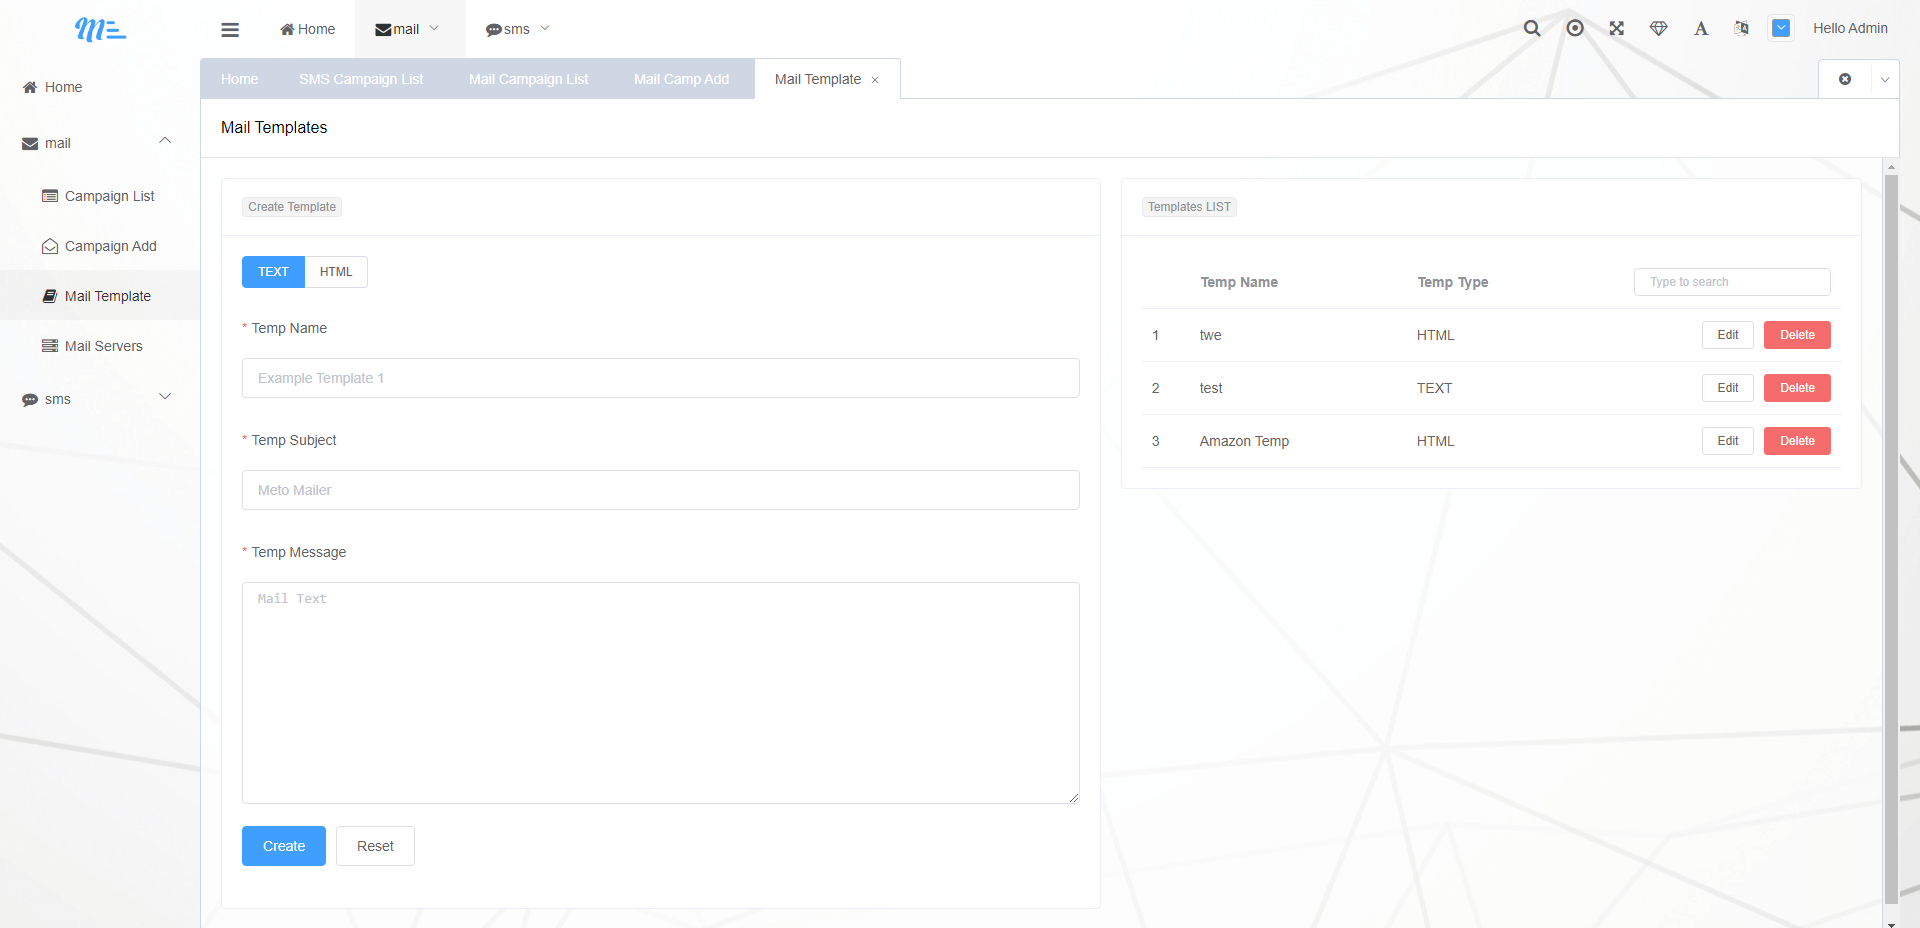 Home
mail
sms
Hello Admin
Home
mail
Campaign List
Campaign Add
Mail Template
Mail Servers
sms
Home
SMS Campaign List
Mail Campaign List
Mail Camp Add
Mail Template
Mail Templates
Create Template
TEXT
HTML
* Temp Name
Example Template 1
* Temp Subject
Meto Mailer
* Temp Message
Mail Text
Create
Reset
Templates LIST
Temp Name Temp Type Type to search
1 twe HTML Edit Delete
2 test TEXT Edit Delete
3 Amazon Temp HTML Edit Delete